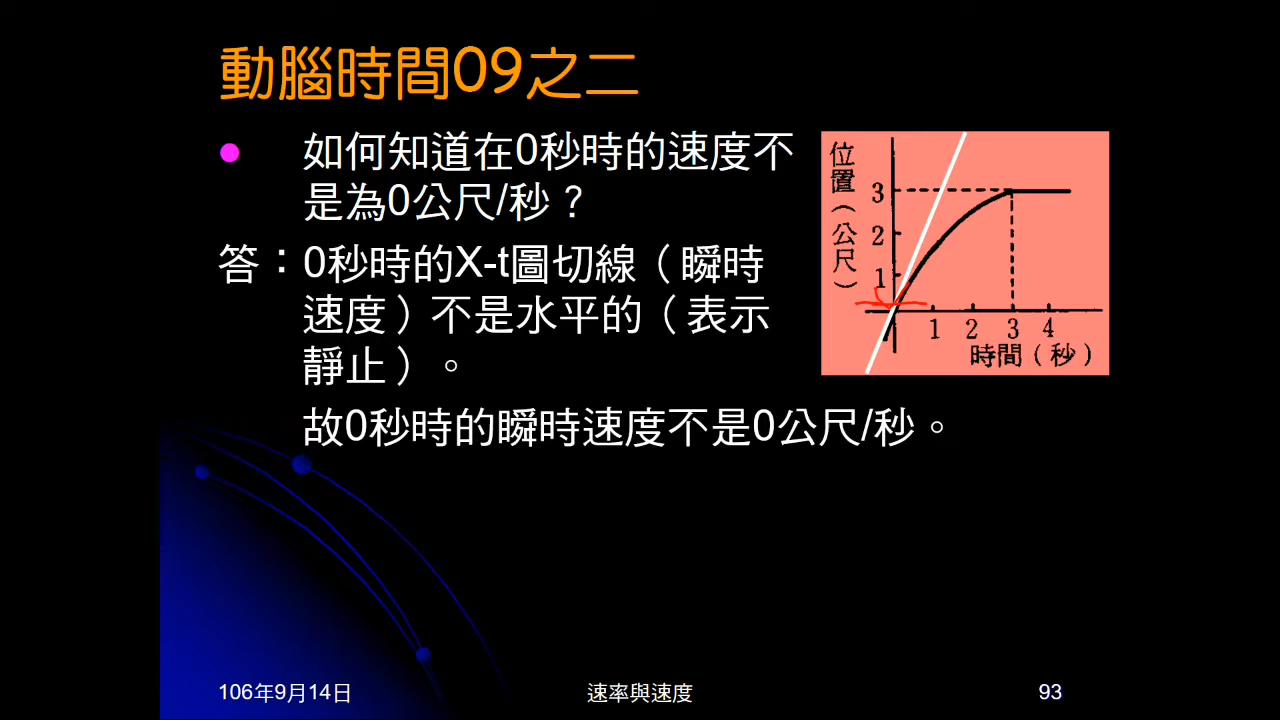 動腦時間09之二
如何知道在0秒時的速度不
是為0公尺/秒？
答：0秒時的X-t圖切線（瞬時
速度）不是水平的（表示
靜止）。
故0秒時的瞬時速度不是0公尺/秒。
位置（公尺）
3
2
1
1 2 3 4
時間（秒）
106年9月14日
速率與速度
93